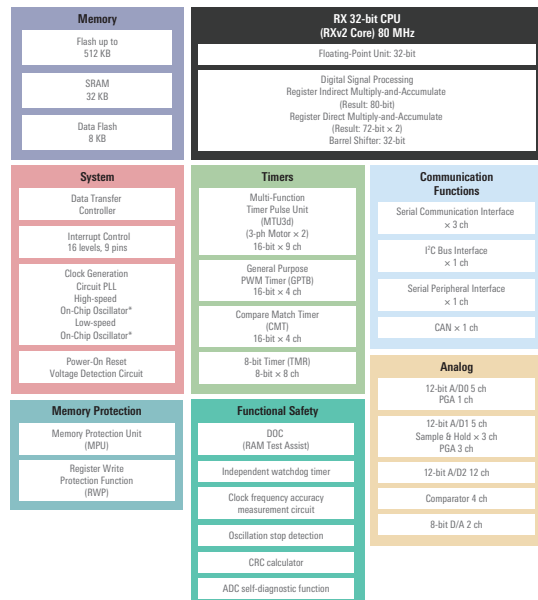 Memory
Flash up to
512 KB
SRAM
32 KB
Data Flash
8 KB
RX 32-bit CPU
(RXv2 Core) 80 MHz
Floating-Point Unit: 32-bit
Digital Signal Processing
Register Indirect Multiply-and-Accumulate
(Result: 80-bit)
Register Direct Multiply-and-Accumulate
(Result: 72-bit × 2)
Barrel Shifter: 32-bit
System
Data Transfer
Controller
Interrupt Control
16 levels, 9 pins
Clock Generation
Circuit PLL
High-speed
On-Chip Oscillator*
Low-speed
On-Chip Oscillator*
Power-On Reset
Voltage Detection Circuit
Timers
Multi-Function
Timer Pulse Unit
(MTU3d)
(3-ph Motor × 2)
16-bit × 9 ch
General Purpose
PWM Timer (GPTB)
16-bit × 4 ch
Compare Match Timer
(CMT)
16-bit × 4 ch
8-bit Timer (TMR)
8-bit × 8 ch
Communication
Functions
Serial Communication Interface
× 3 ch
I²C Bus Interface
× 1 ch
Serial Peripheral Interface
× 1 ch
CAN × 1 ch
Memory Protection
Memory Protection Unit
(MPU)
Register Write
Protection Function
(RWP)
Functional Safety
DOC
(RAM Test Assist)
Independent watchdog timer
Clock frequency accuracy
measurement circuit
Oscillation stop detection
CRC calculator
ADC self-diagnostic function
Analog
12-bit A/D0 5 ch
PGA 1 ch
12-bit A/D1 5 ch
Sample & Hold × 3 ch
PGA 3 ch
12-bit A/D2 12 ch
Comparator 4 ch
8-bit D/A 2 ch